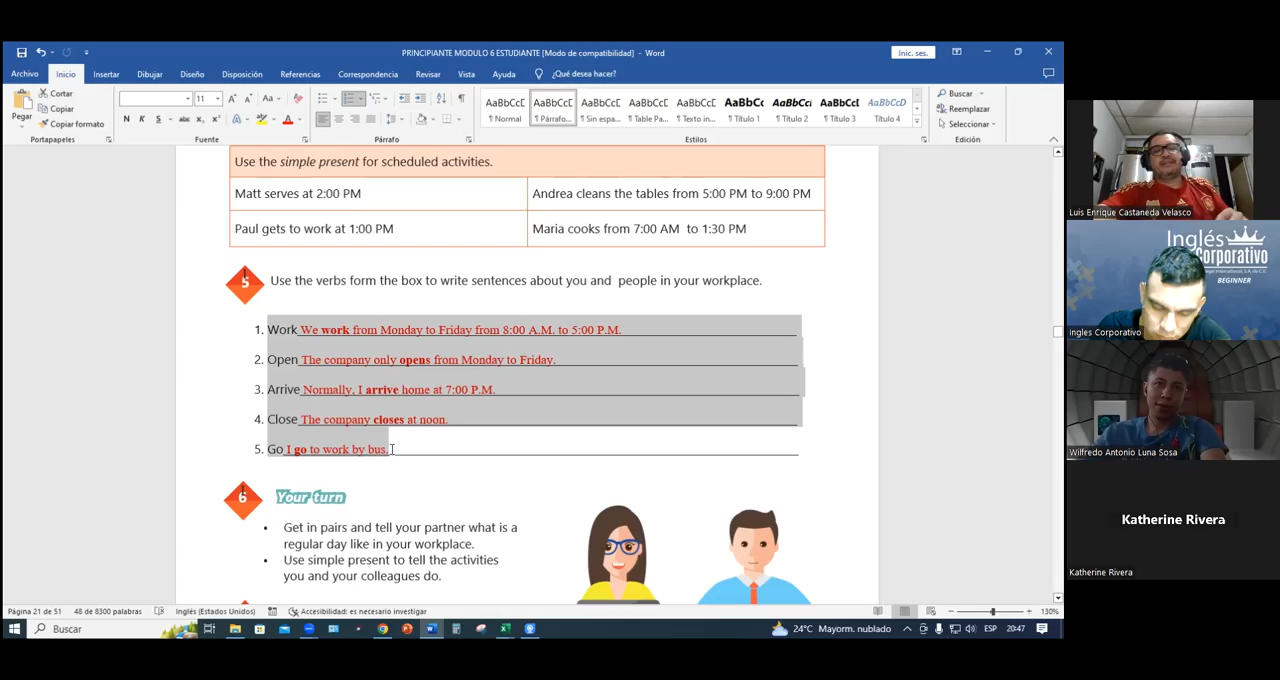 PRINCIPIANTE MODULO 6 ESTUDIANTE [Modo de compatibilidad] - Word
Inic. ses.
Archivo Inicio Insertar Dibujar Diseño Disposición Referencias Correspondencia Revisar Vista Ayuda ¿Qué desea hacer?
Pegar
Cortar
Copiar
Copiar formato
11
Aa
N K S abc x₂ x²
AaBbCcC AaBbCcC AaBbCcC AaBbCcC AaBbCcC AaBbCc AaBbCc AaBbCcC AaBbCcD
¶ Normal ¶ Párrafo... ¶ Sin espa... ¶ Table Pa... ¶ Texto in... ¶ Título 1 ¶ Título 2 ¶ Título 3 ¶ Título 4
Buscar
Reemplazar
Seleccionar
Portapapeles Fuente Párrafo Estilos Edición
Use the simple present for scheduled activities.
Matt serves at 2:00 PM
Andrea cleans the tables from 5:00 PM to 9:00 PM
Paul gets to work at 1:00 PM
Maria cooks from 7:00 AM to 1:30 PM
5 Use the verbs form the box to write sentences about you and people in your workplace.
1. Work We work from Monday to Friday from 8:00 A.M. to 5:00 P.M.
2. Open The company only opens from Monday to Friday.
3. Arrive Normally, I arrive home at 7:00 P.M.
4. Close The company closes at noon.
5. Go I go to work by bus.
6 Your turn
• Get in pairs and tell your partner what is a
regular day like in your workplace.
• Use simple present to tell the activities
you and your colleagues do.
Página 21 de 51 48 de 8300 palabras Inglés (Estados Unidos) Accesibilidad: es necesario investigar 130%
Buscar
24°C Mayorm. nublado ESP 20:47
Luis Enrique Castaneda Velasco
Inglés
Corporativo
BEGINNER
Ingles Corporativo
Wilfredo Antonio Luna Sosa
Katherine Rivera
Katherine Rivera